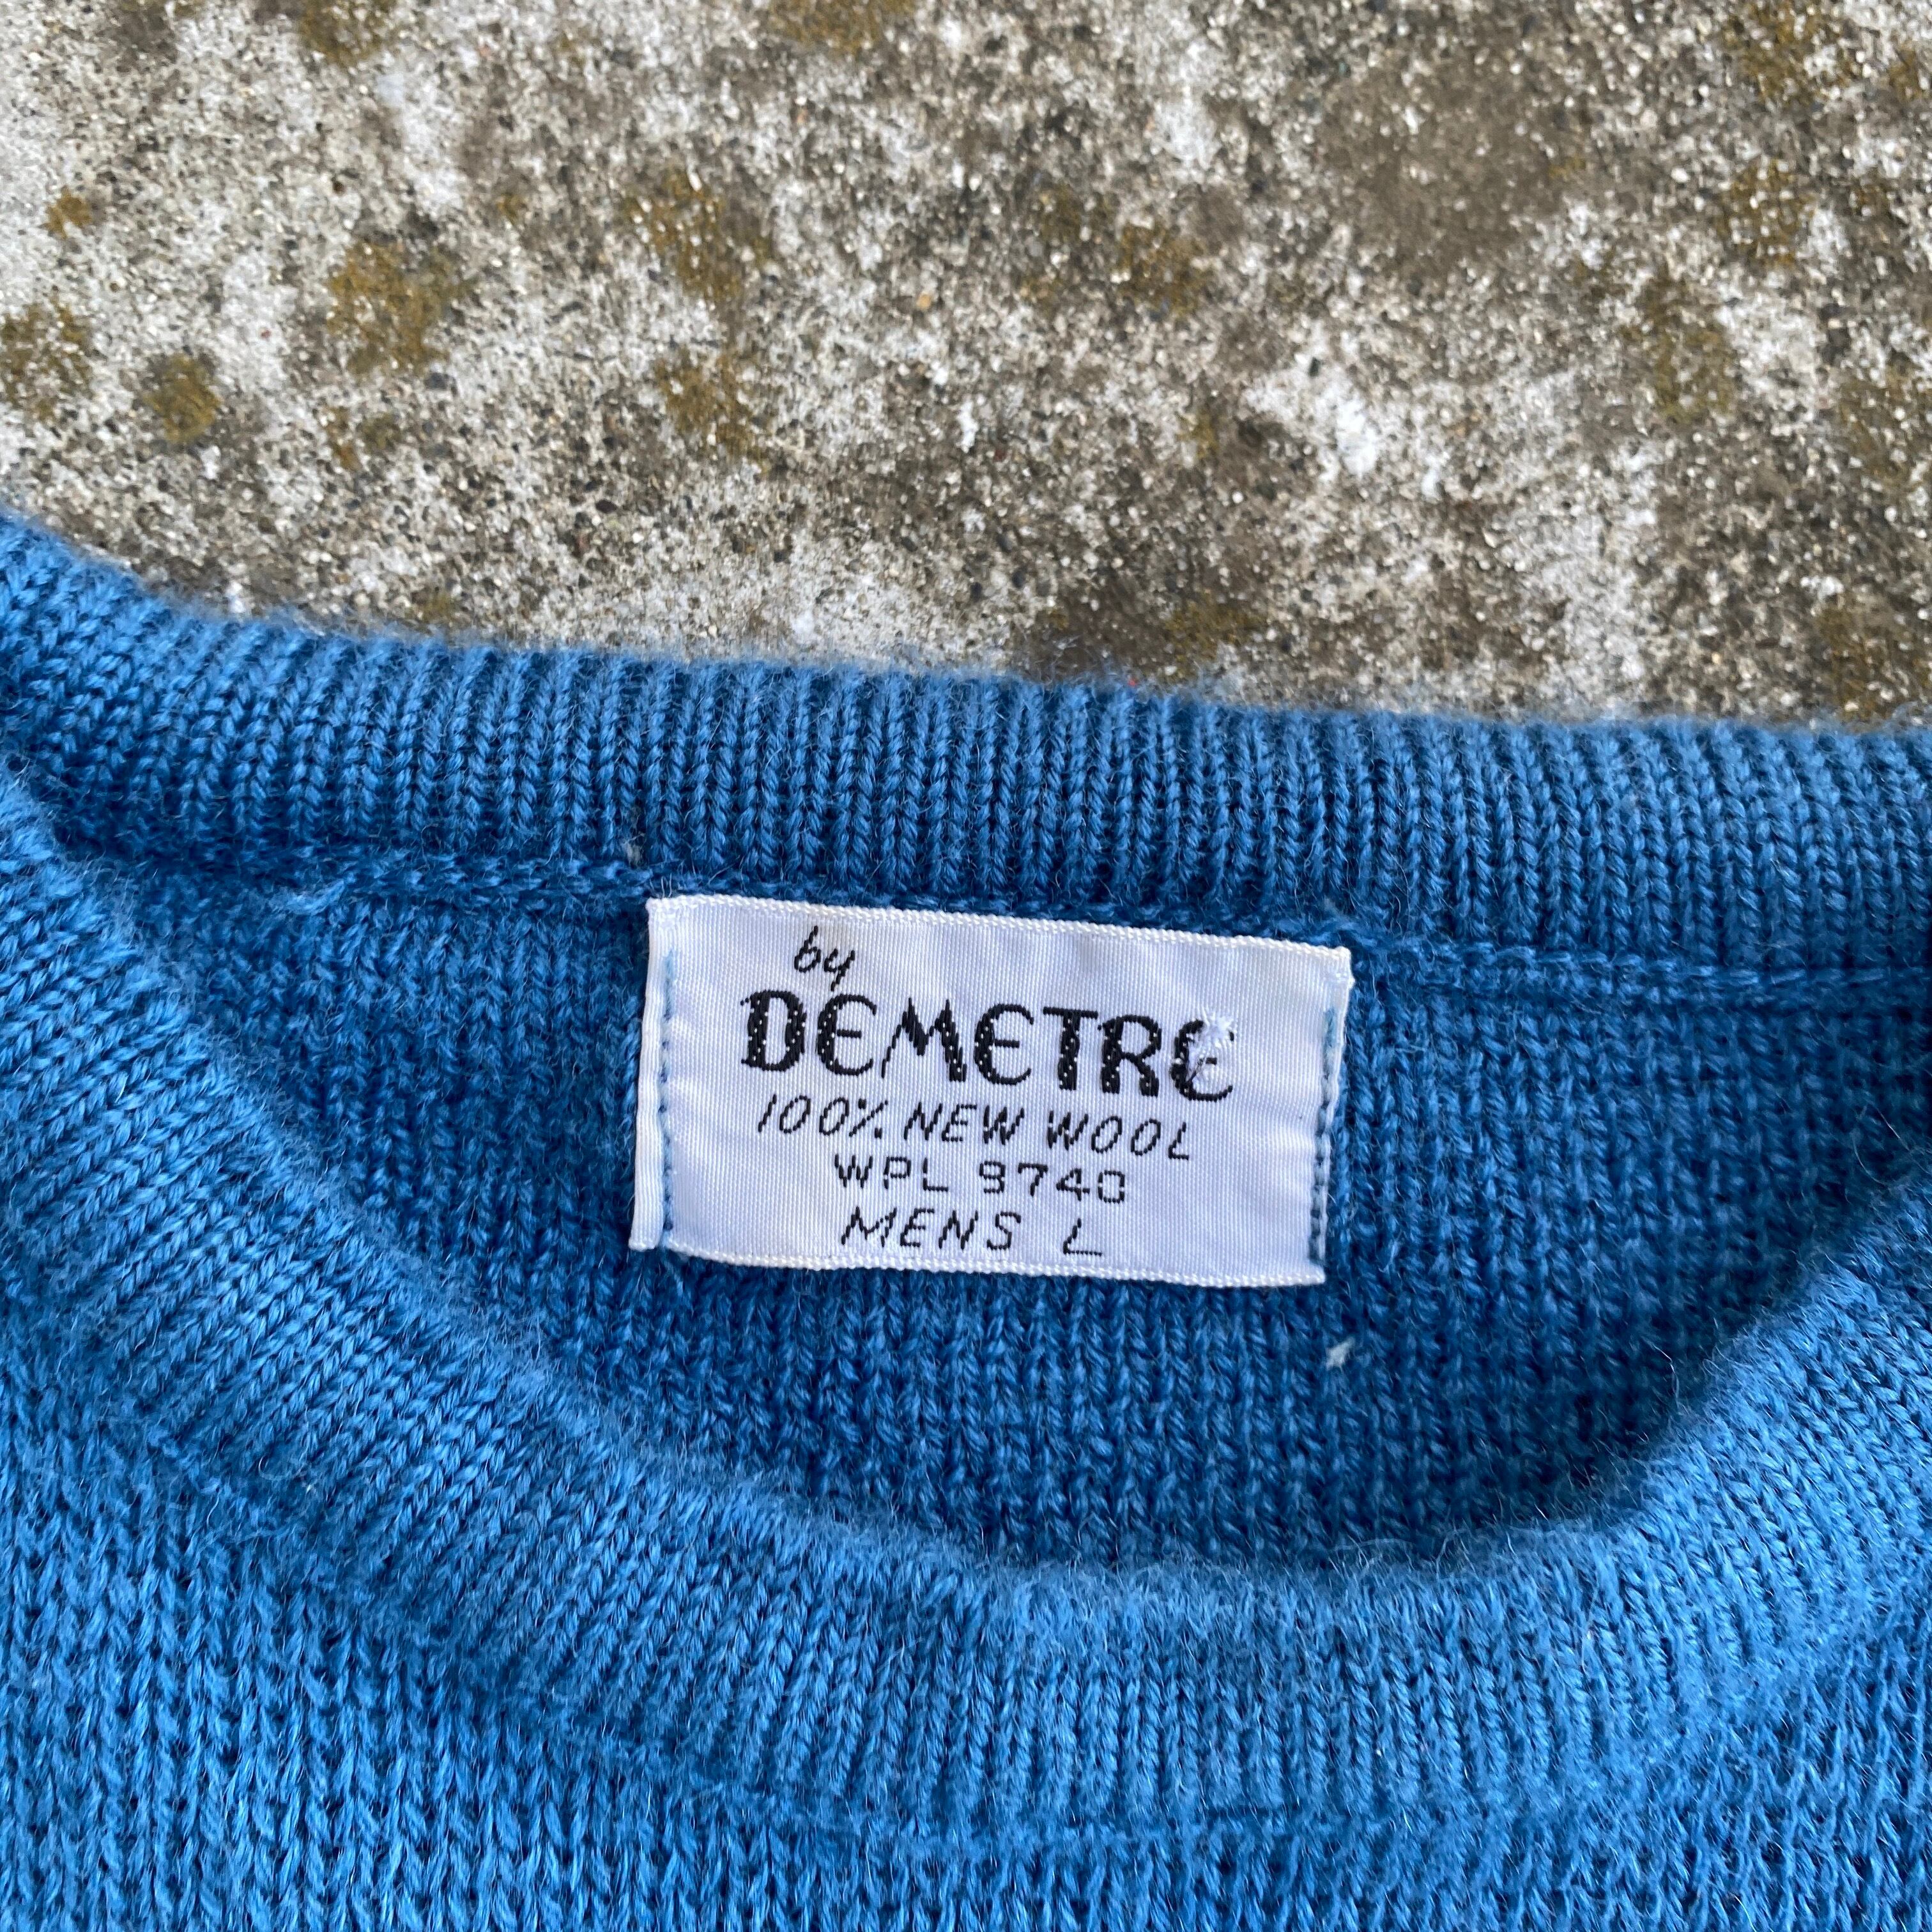 by
DEMETRE
100% NEW WOOL
WPL 9740
MENS L